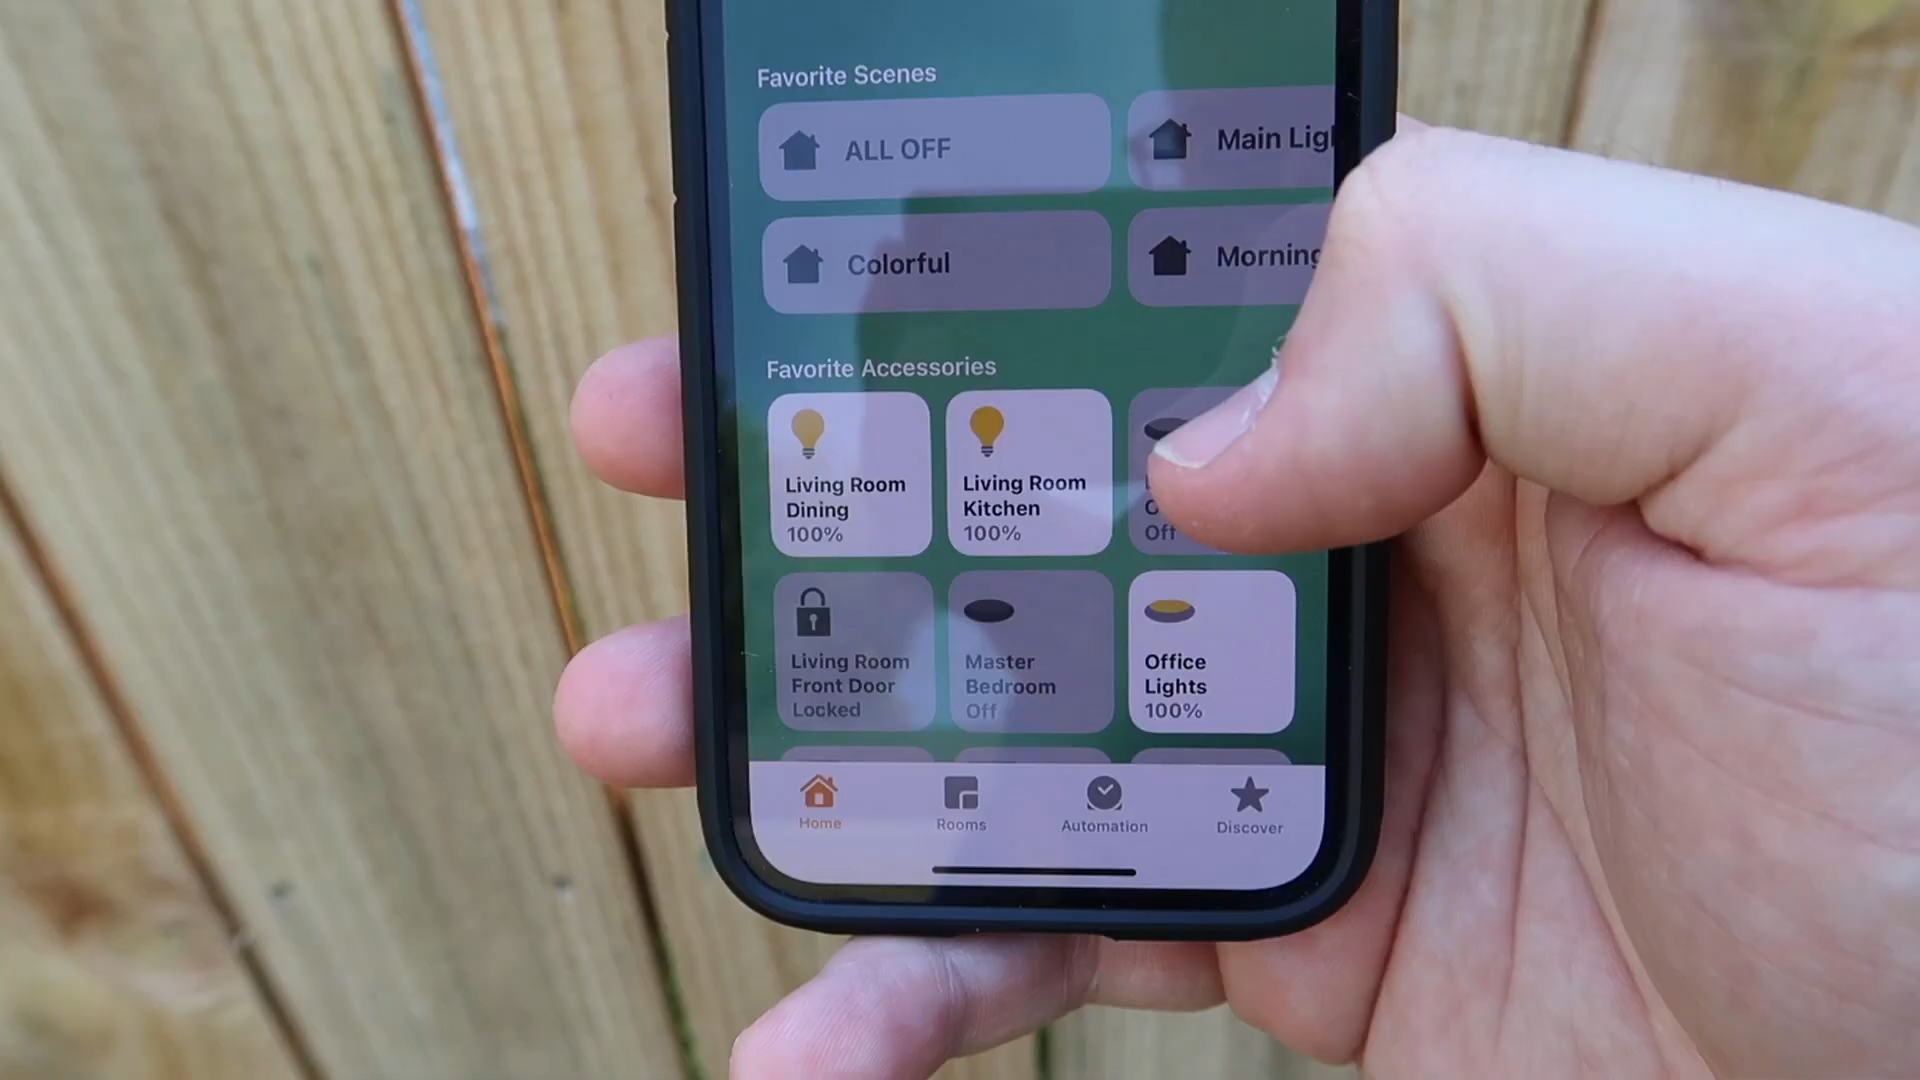 Favorite Scenes
ALL OFF
Main Lig
Colorful
Morning
Favorite Accessories
Living Room
Dining
100%
Living Room
Kitchen
100%
Off
Living Room
Front Door
Locked
Master
Bedroom
Off
Office
Lights
100%
Home
Rooms
Automation
Discover